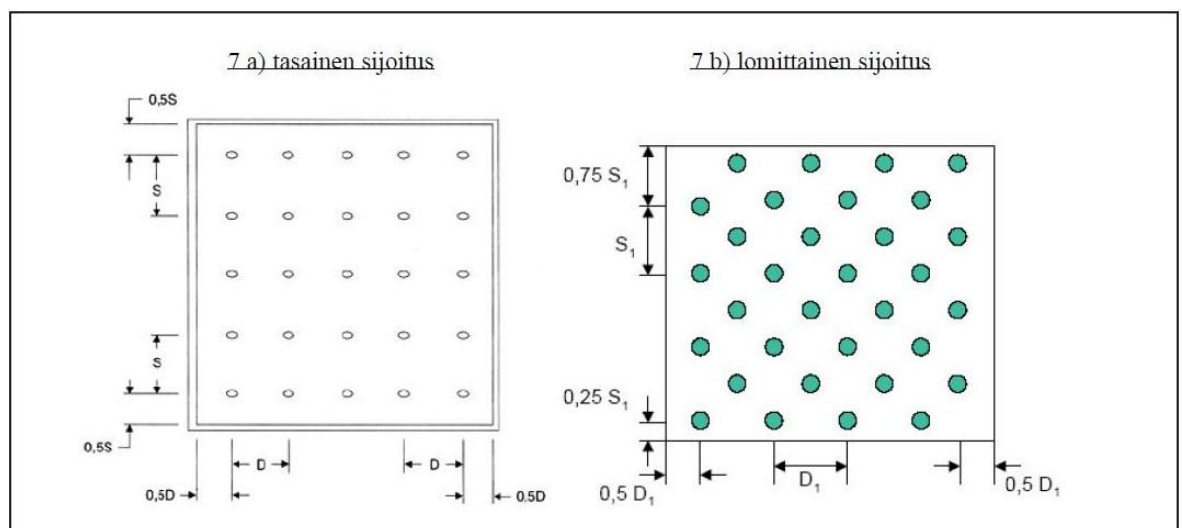 7 a) tasainen sijoitus
7 b) lomittainen sijoitus
0,5S
S
S
0,5S
D
D
0,5D
0,5D
0,75 S₁
S₁
0,25 S₁
0,5 D₁
D₁
0,5 D₁